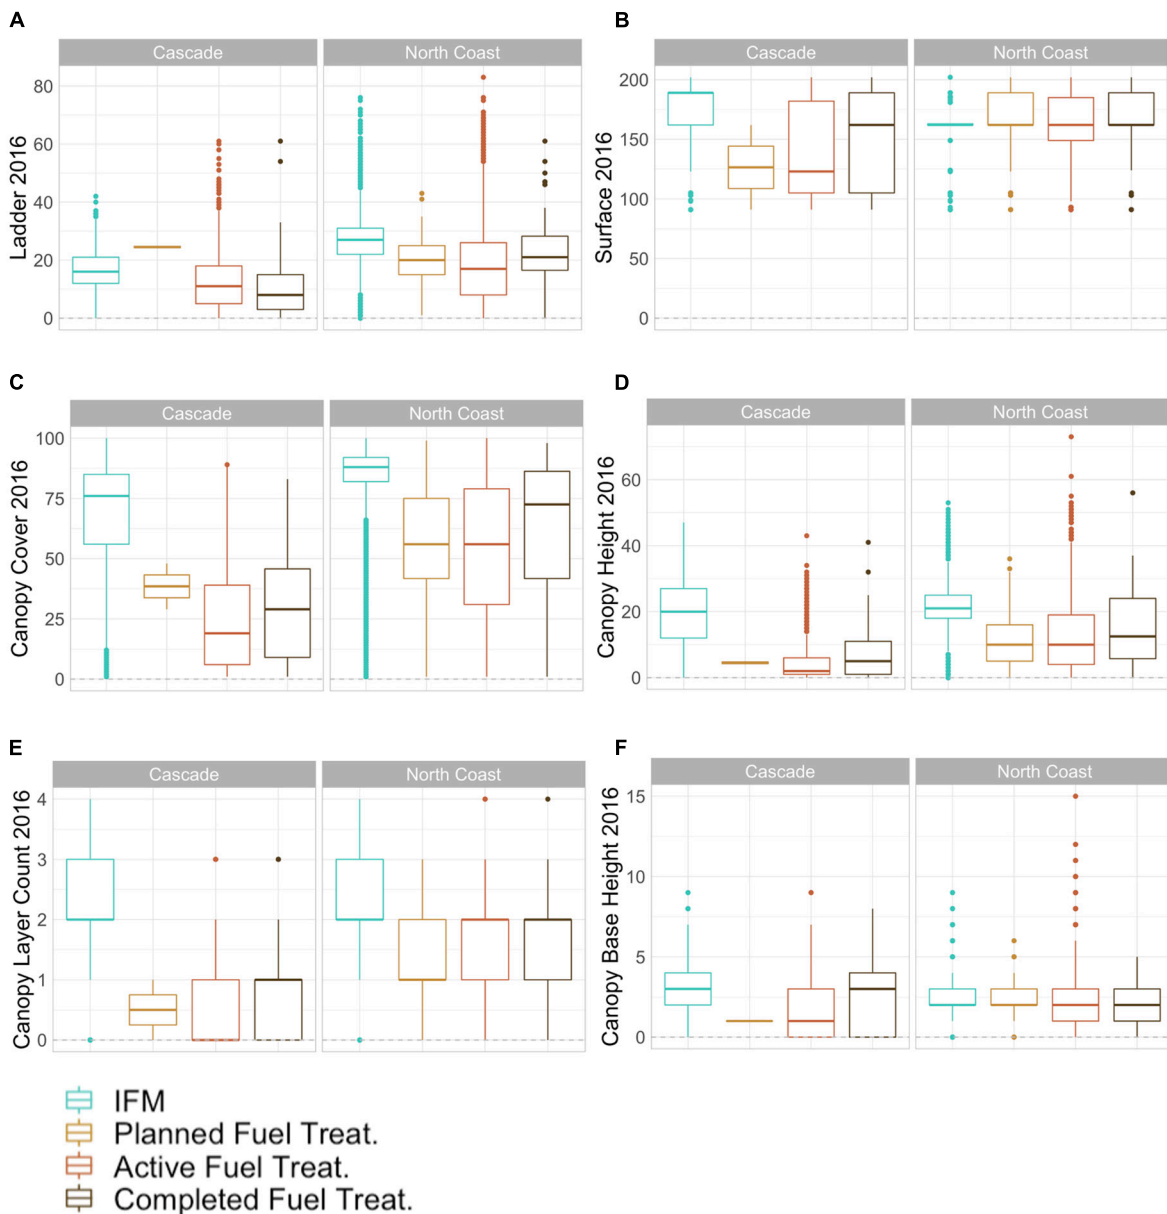 A
Cascade
North Coast
Ladder 2016
80
60
40
20
0
B
Cascade
North Coast
Surface 2016
200
150
100
50
0
C
Cascade
North Coast
Canopy Cover 2016
100
75
50
25
0
D
Cascade
North Coast
Canopy Height 2016
60
40
20
0
E
Cascade
North Coast
Canopy Layer Count 2016
4
3
2
1
0
F
Cascade
North Coast
Canopy Base Height 2016
15
10
5
0
IFM
Planned Fuel Treat.
Active Fuel Treat.
Completed Fuel Treat.